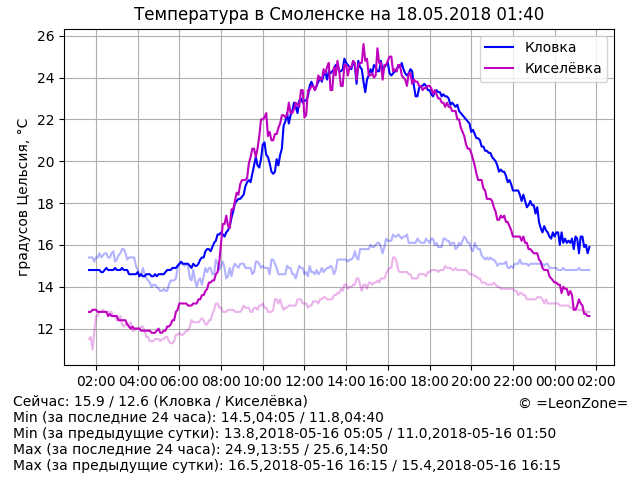 Температура в Смоленске на 18.05.2018 01:40
градусов Цельсия, °C
26
24
22
20
18
16
14
12
Кловка
Киселёвка
02:00 04:00 06:00 08:00 10:00 12:00 14:00 16:00 18:00 20:00 22:00 00:00 02:00
Сейчас: 15.9 / 12.6 (Кловка / Киселёвка)
© =LeonZone=
Min (за последние 24 часа): 14.5,04:05 / 11.8,04:40
Min (за предыдущие сутки): 13.8,2018-05-16 05:05 / 11.0,2018-05-16 01:50
Max (за последние 24 часа): 24.9,13:55 / 25.6,14:50
Max (за предыдущие сутки): 16.5,2018-05-16 16:15 / 15.4,2018-05-16 16:15